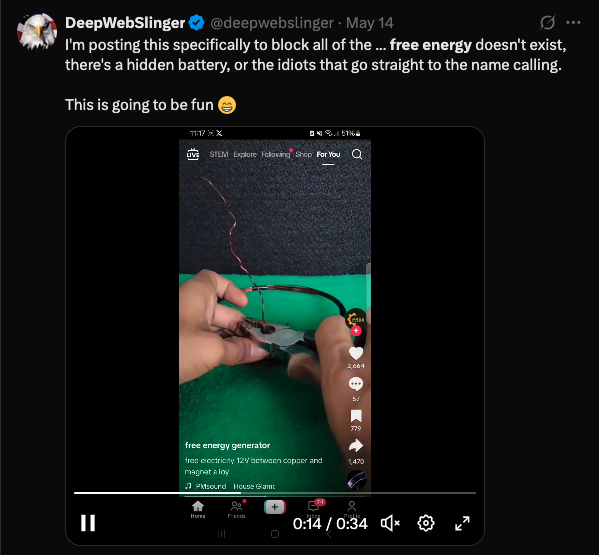 DeepWebSlinger @deepwebslinger · May 14
I'm posting this specifically to block all of the ... free energy doesn't exist,
there's a hidden battery, or the idiots that go straight to the name calling.
This is going to be fun 😁
11:17 X 51%
LIVE STEM Explore Following Shop For You
2,664
57
779
1,470
free energy generator
free electricity 12V between copper and
magnet aloy
PMsound House Glams
Home Friends Inbox Profile
0:14 / 0:34